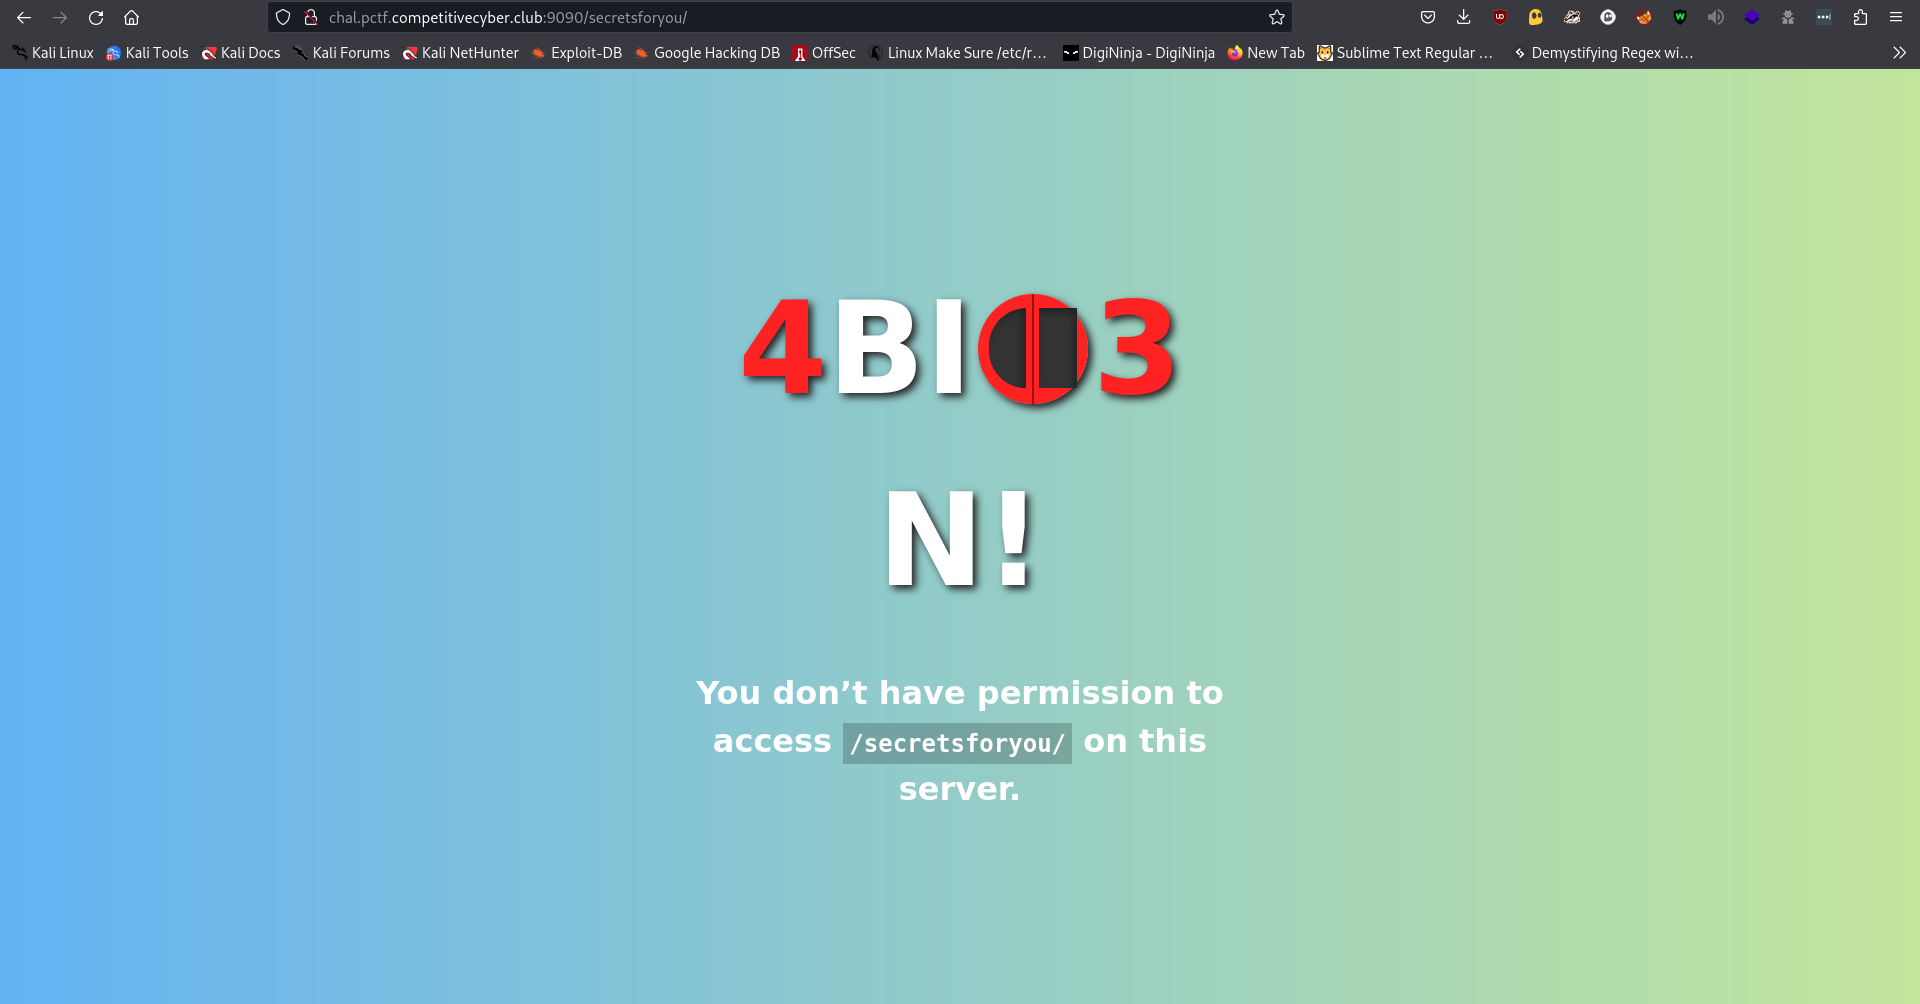 chal.pctf.competitivecyber.club:9090/secretsforyou/
Kali Linux Kali Tools Kali Docs Kali Forums Kali NetHunter Exploit-DB Google Hacking DB OffSec Linux Make Sure /etc/r… DigiNinja - DigiNinja New Tab Sublime Text Regular … Demystifying Regex wi…
4BI03
N!
You don’t have permission to
access /secretsforyou/ on this
server.